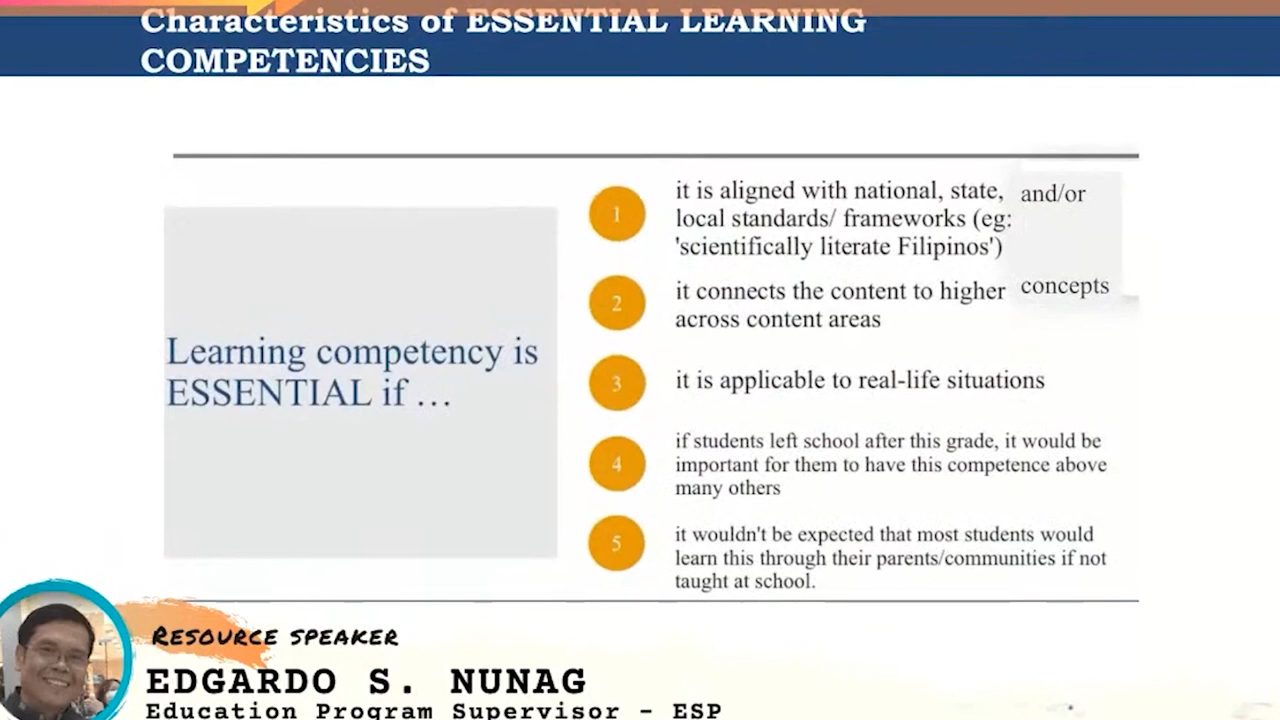 Characteristics of ESSENTIAL LEARNING
COMPETENCIES
Learning competency is
ESSENTIAL if …
1
it is aligned with national, state, and/or
local standards/ frameworks (eg:
'scientifically literate Filipinos')
2
it connects the content to higher concepts
across content areas
3
it is applicable to real-life situations
4
if students left school after this grade, it would be
important for them to have this competence above
many others
5
it wouldn't be expected that most students would
learn this through their parents/communities if not
taught at school.
RESOURCE SPEAKER
EDGARDO S. NUNAG
Education Program Supervisor - ESP